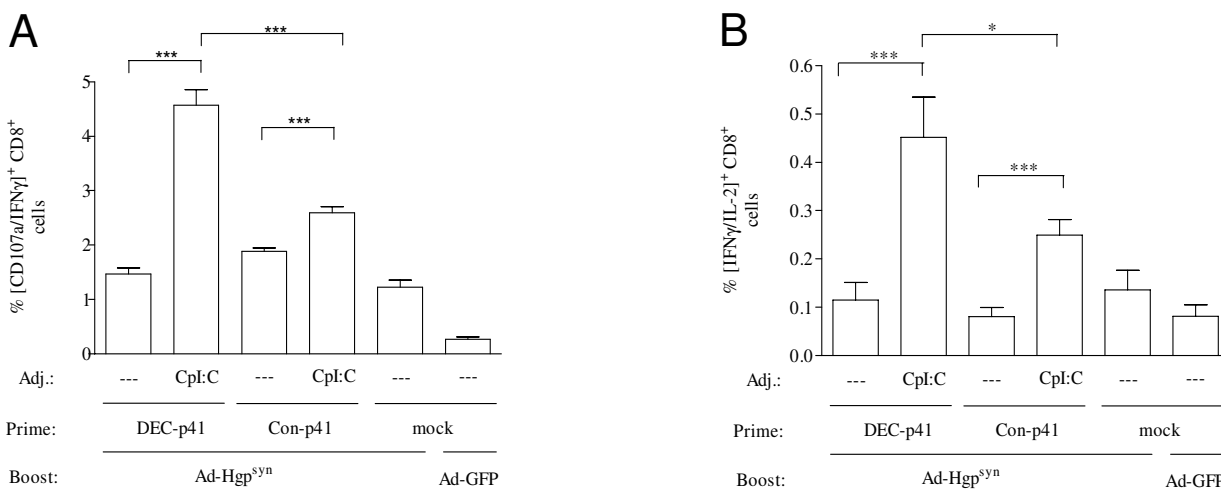 A
***
***
***
5
4
3
2
1
0
% [CD107a/IFNγ]⁺ CD8⁺
cells
Adj.: --- CpI:C --- CpI:C --- ---
Prime: DEC-p41 Con-p41 mock
Boost: Ad-Hgpˢʸⁿ Ad-GFP
B
*
***
***
0.6
0.5
0.4
0.3
0.2
0.1
0.0
% [IFNγ/IL-2]⁺ CD8⁺
cells
Adj.: --- CpI:C --- CpI:C --- ---
Prime: DEC-p41 Con-p41 mock
Boost: Ad-Hgpˢʸⁿ Ad-GFP